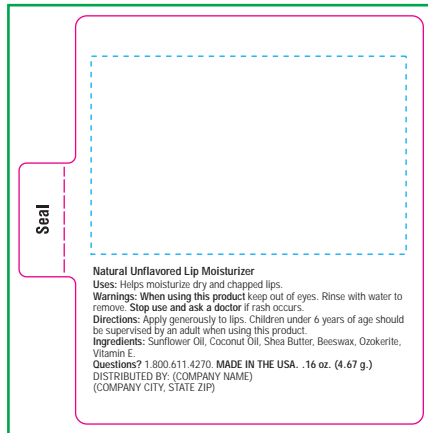 Seal
Natural Unflavored Lip Moisturizer
Uses: Helps moisturize dry and chapped lips.
Warnings: When using this product keep out of eyes. Rinse with water to
remove. Stop use and ask a doctor if rash occurs.
Directions: Apply generously to lips. Children under 6 years of age should
be supervised by an adult when using this product.
Ingredients: Sunflower Oil, Coconut Oil, Shea Butter, Beeswax, Ozokerite,
Vitamin E.
Questions? 1.800.611.4270. MADE IN THE USA. .16 oz. (4.67 g.)
DISTRIBUTED BY: (COMPANY NAME)
(COMPANY CITY, STATE ZIP)